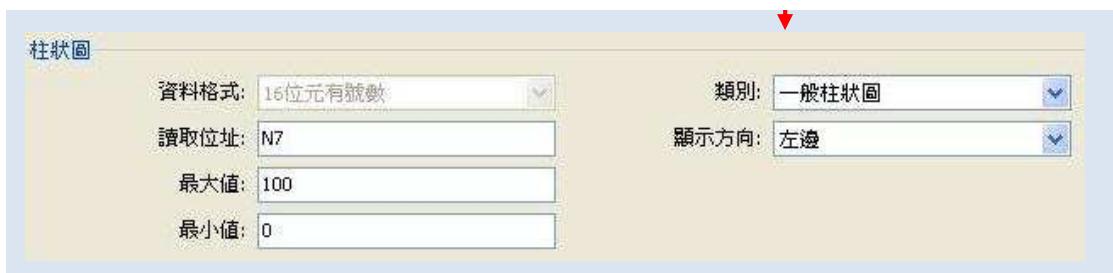 柱狀圖
資料格式: 16位元有號數 類別: 一般柱狀圖
讀取位址: N7 顯示方向: 左邊
最大值: 100
最小值: 0